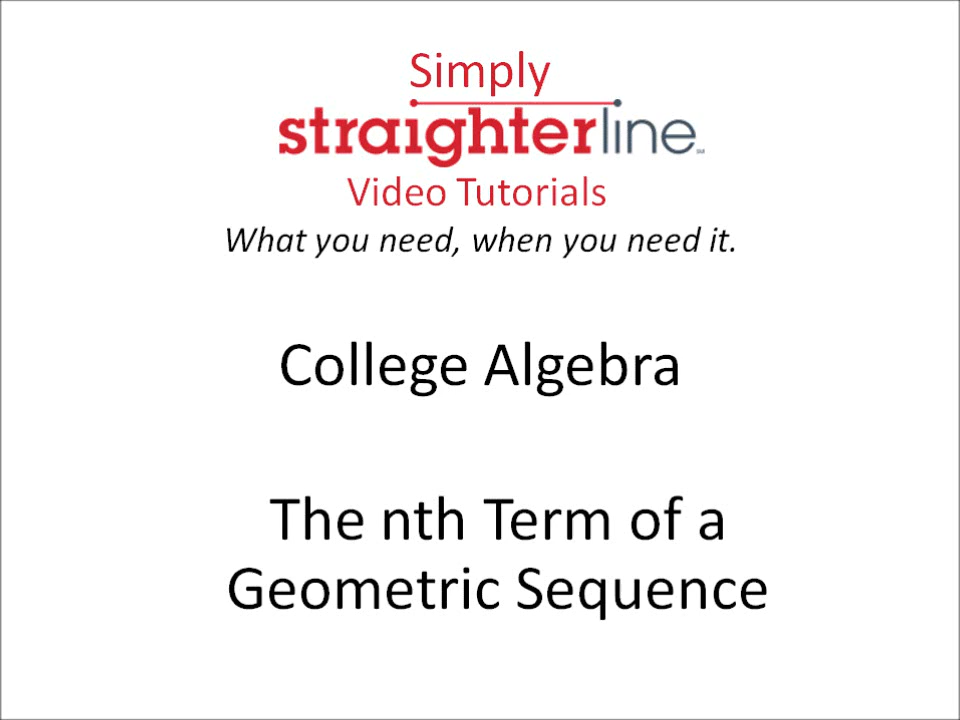 Simply
straighterline
Video Tutorials
What you need, when you need it.
College Algebra
The nth Term of a
Geometric Sequence